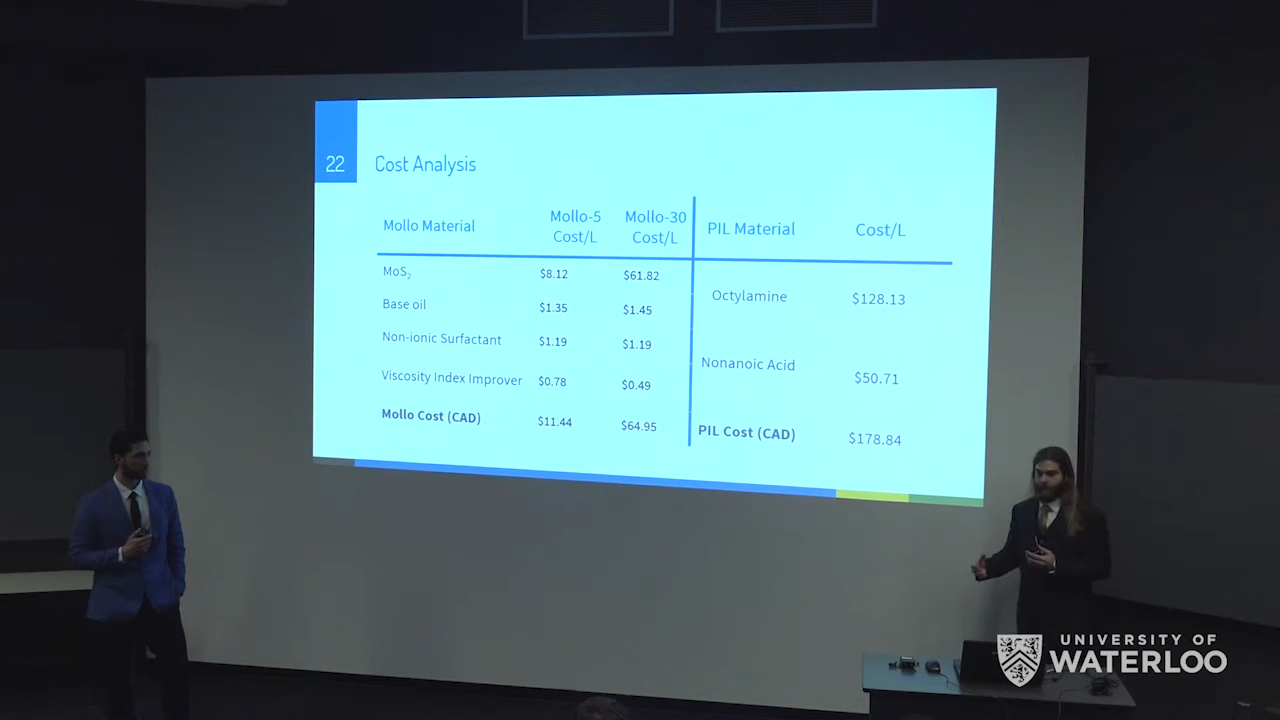 22
Cost Analysis
Mollo Material Mollo-5 Cost/L Mollo-30 Cost/L PIL Material Cost/L
MoS₂ $8.12 $61.82
Octylamine $128.13
Base oil $1.35 $1.45
Non-ionic Surfactant $1.19 $1.19
Nonanoic Acid $50.71
Viscosity Index Improver $0.78 $0.49
Mollo Cost (CAD) $11.44 $64.95 PIL Cost (CAD) $178.84
UNIVERSITY OF
WATERLOO